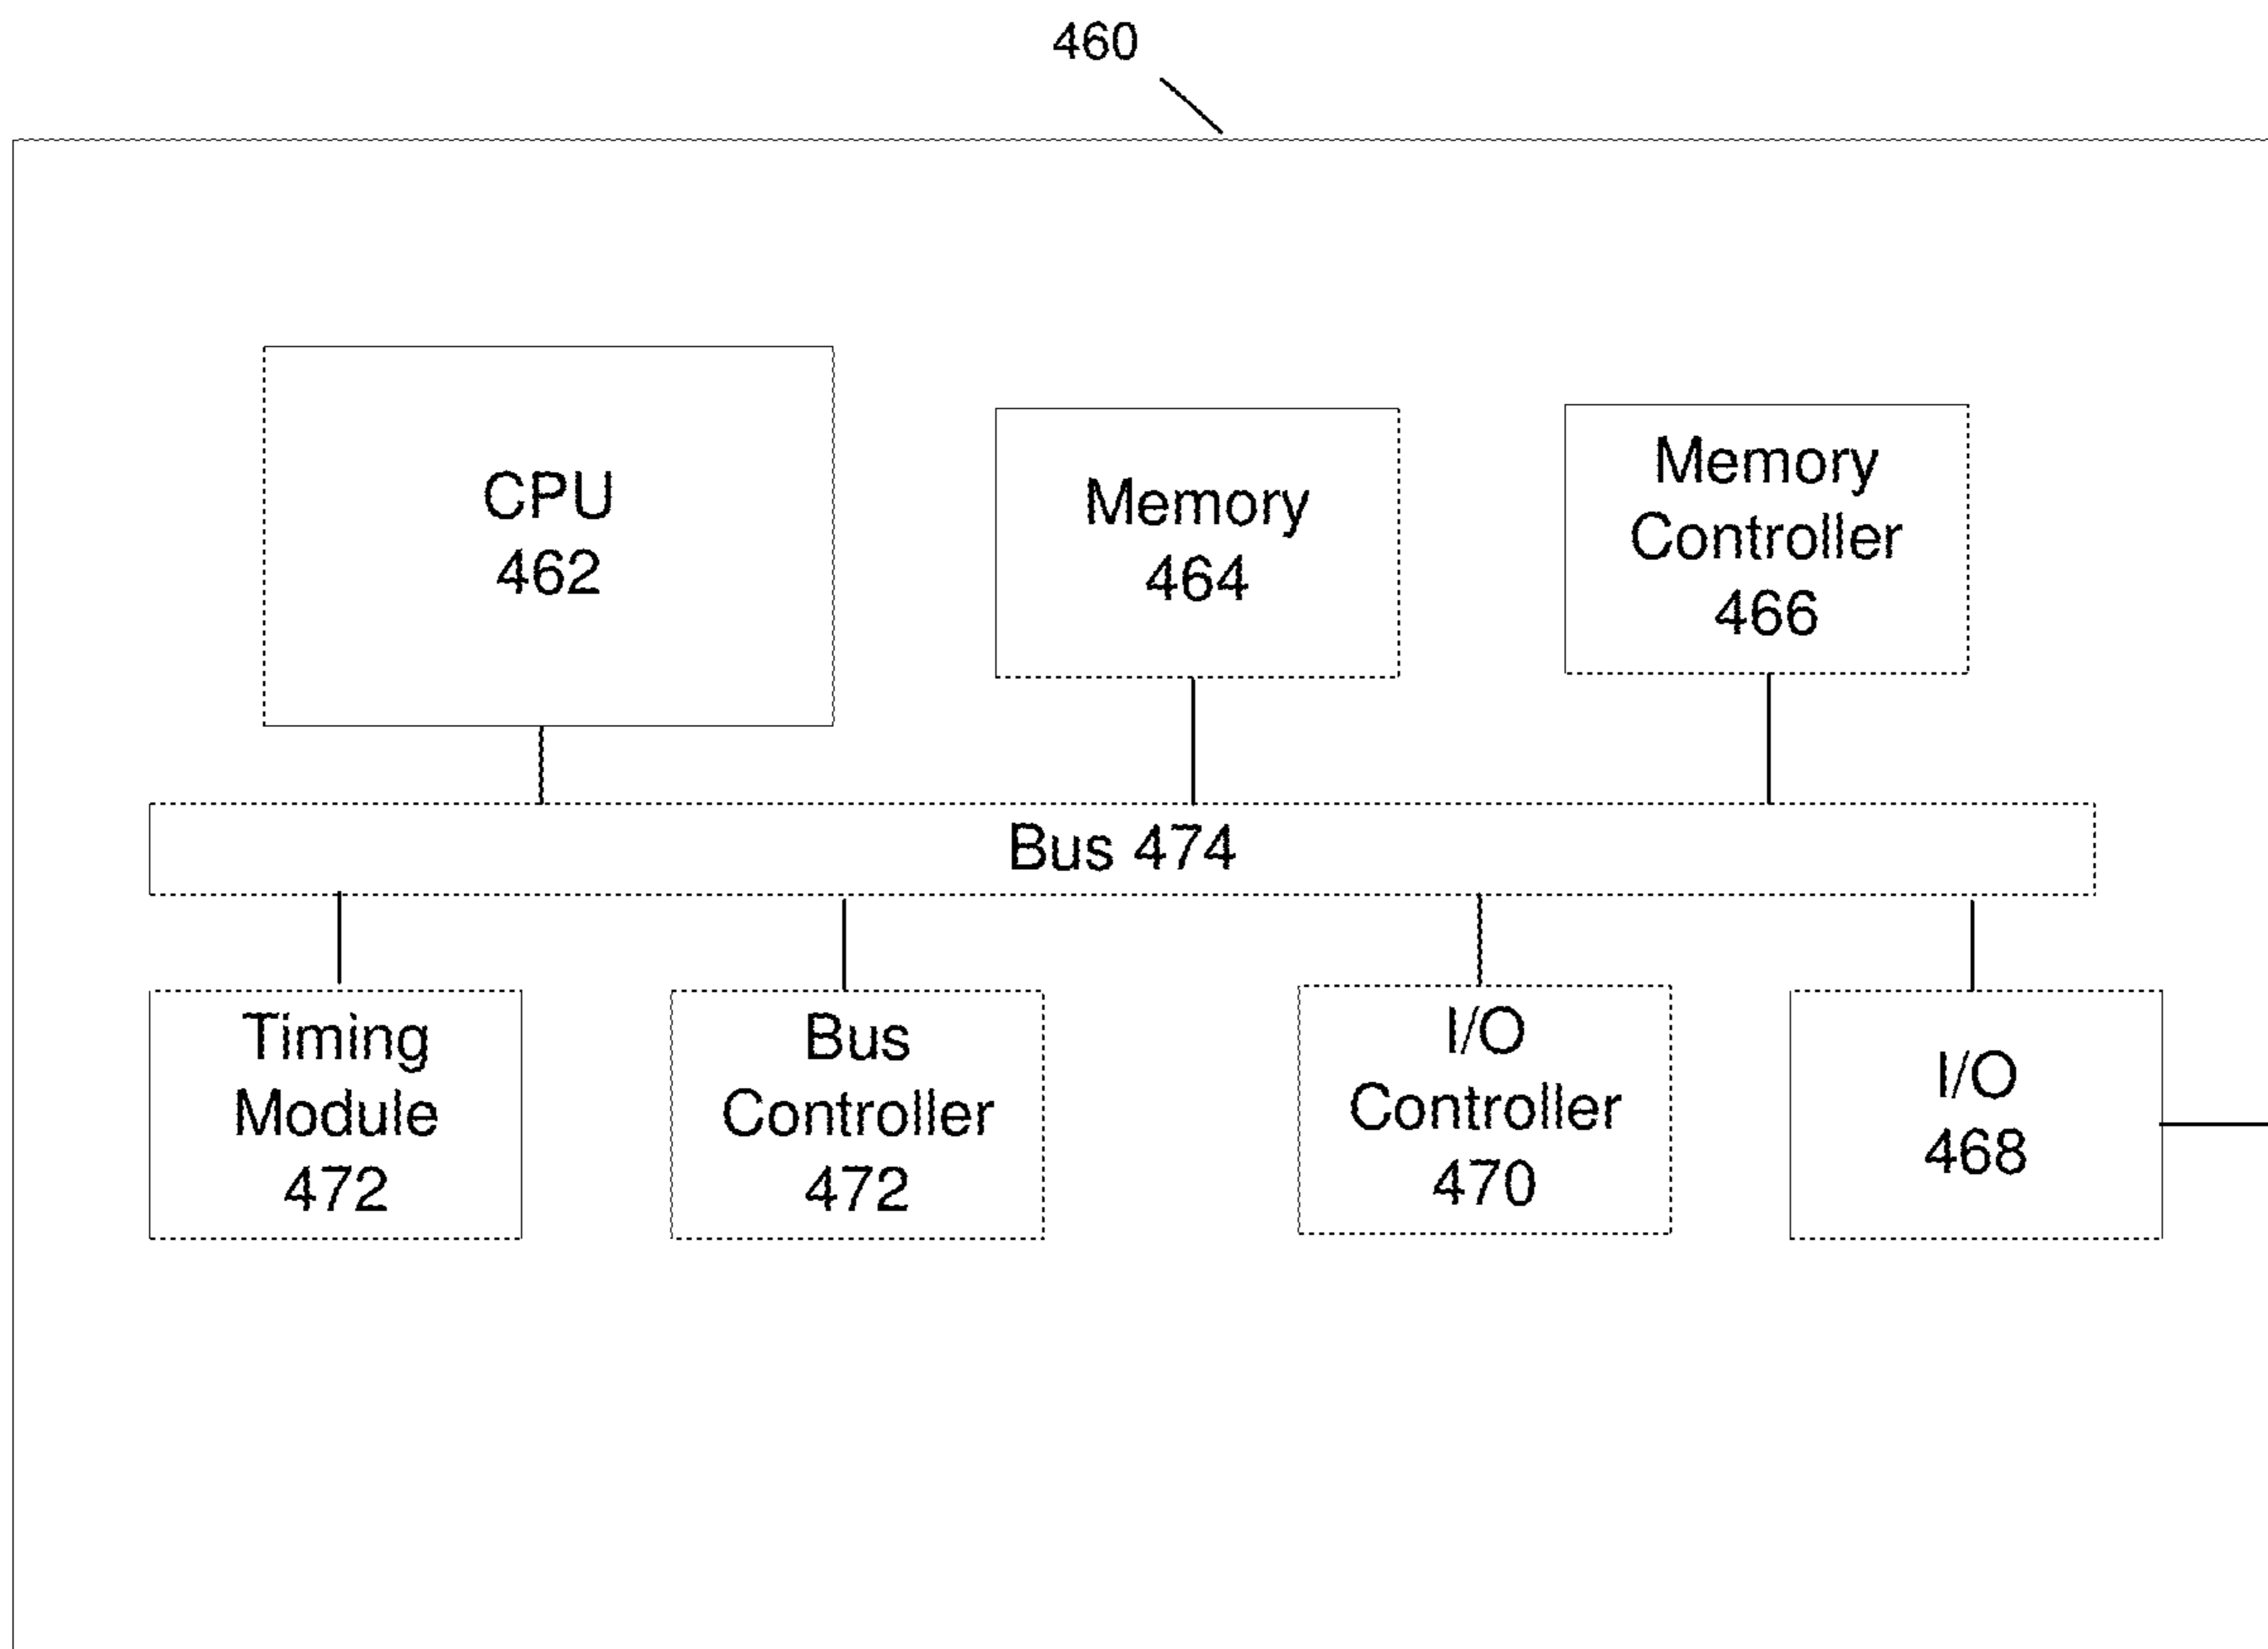 460
CPU
462
Memory
464
Memory
Controller
466
Bus 474
Timing
Module
472
Bus
Controller
472
I/O
Controller
470
I/O
468